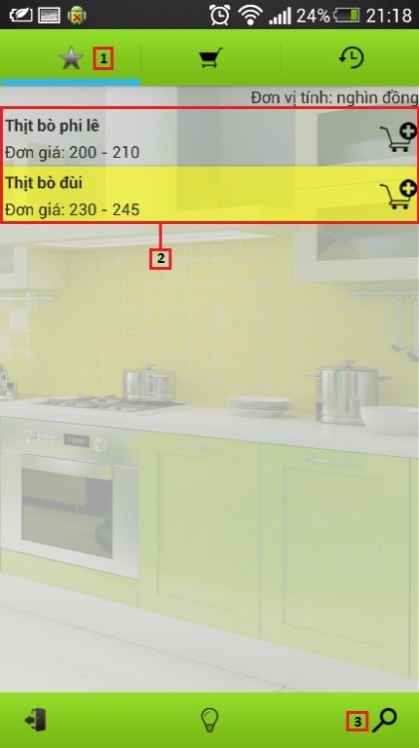 24% 21:18
1
Đơn vị tính: nghìn đồng
Thịt bò phi lê
Đơn giá: 200 - 210
Thịt bò đùi
Đơn giá: 230 - 245
2
3